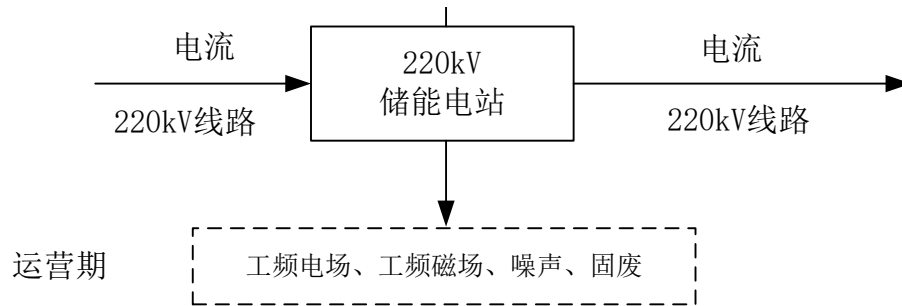 电流
220kV线路
220kV
储能电站
电流
220kV线路
运营期
工频电场、工频磁场、噪声、固废